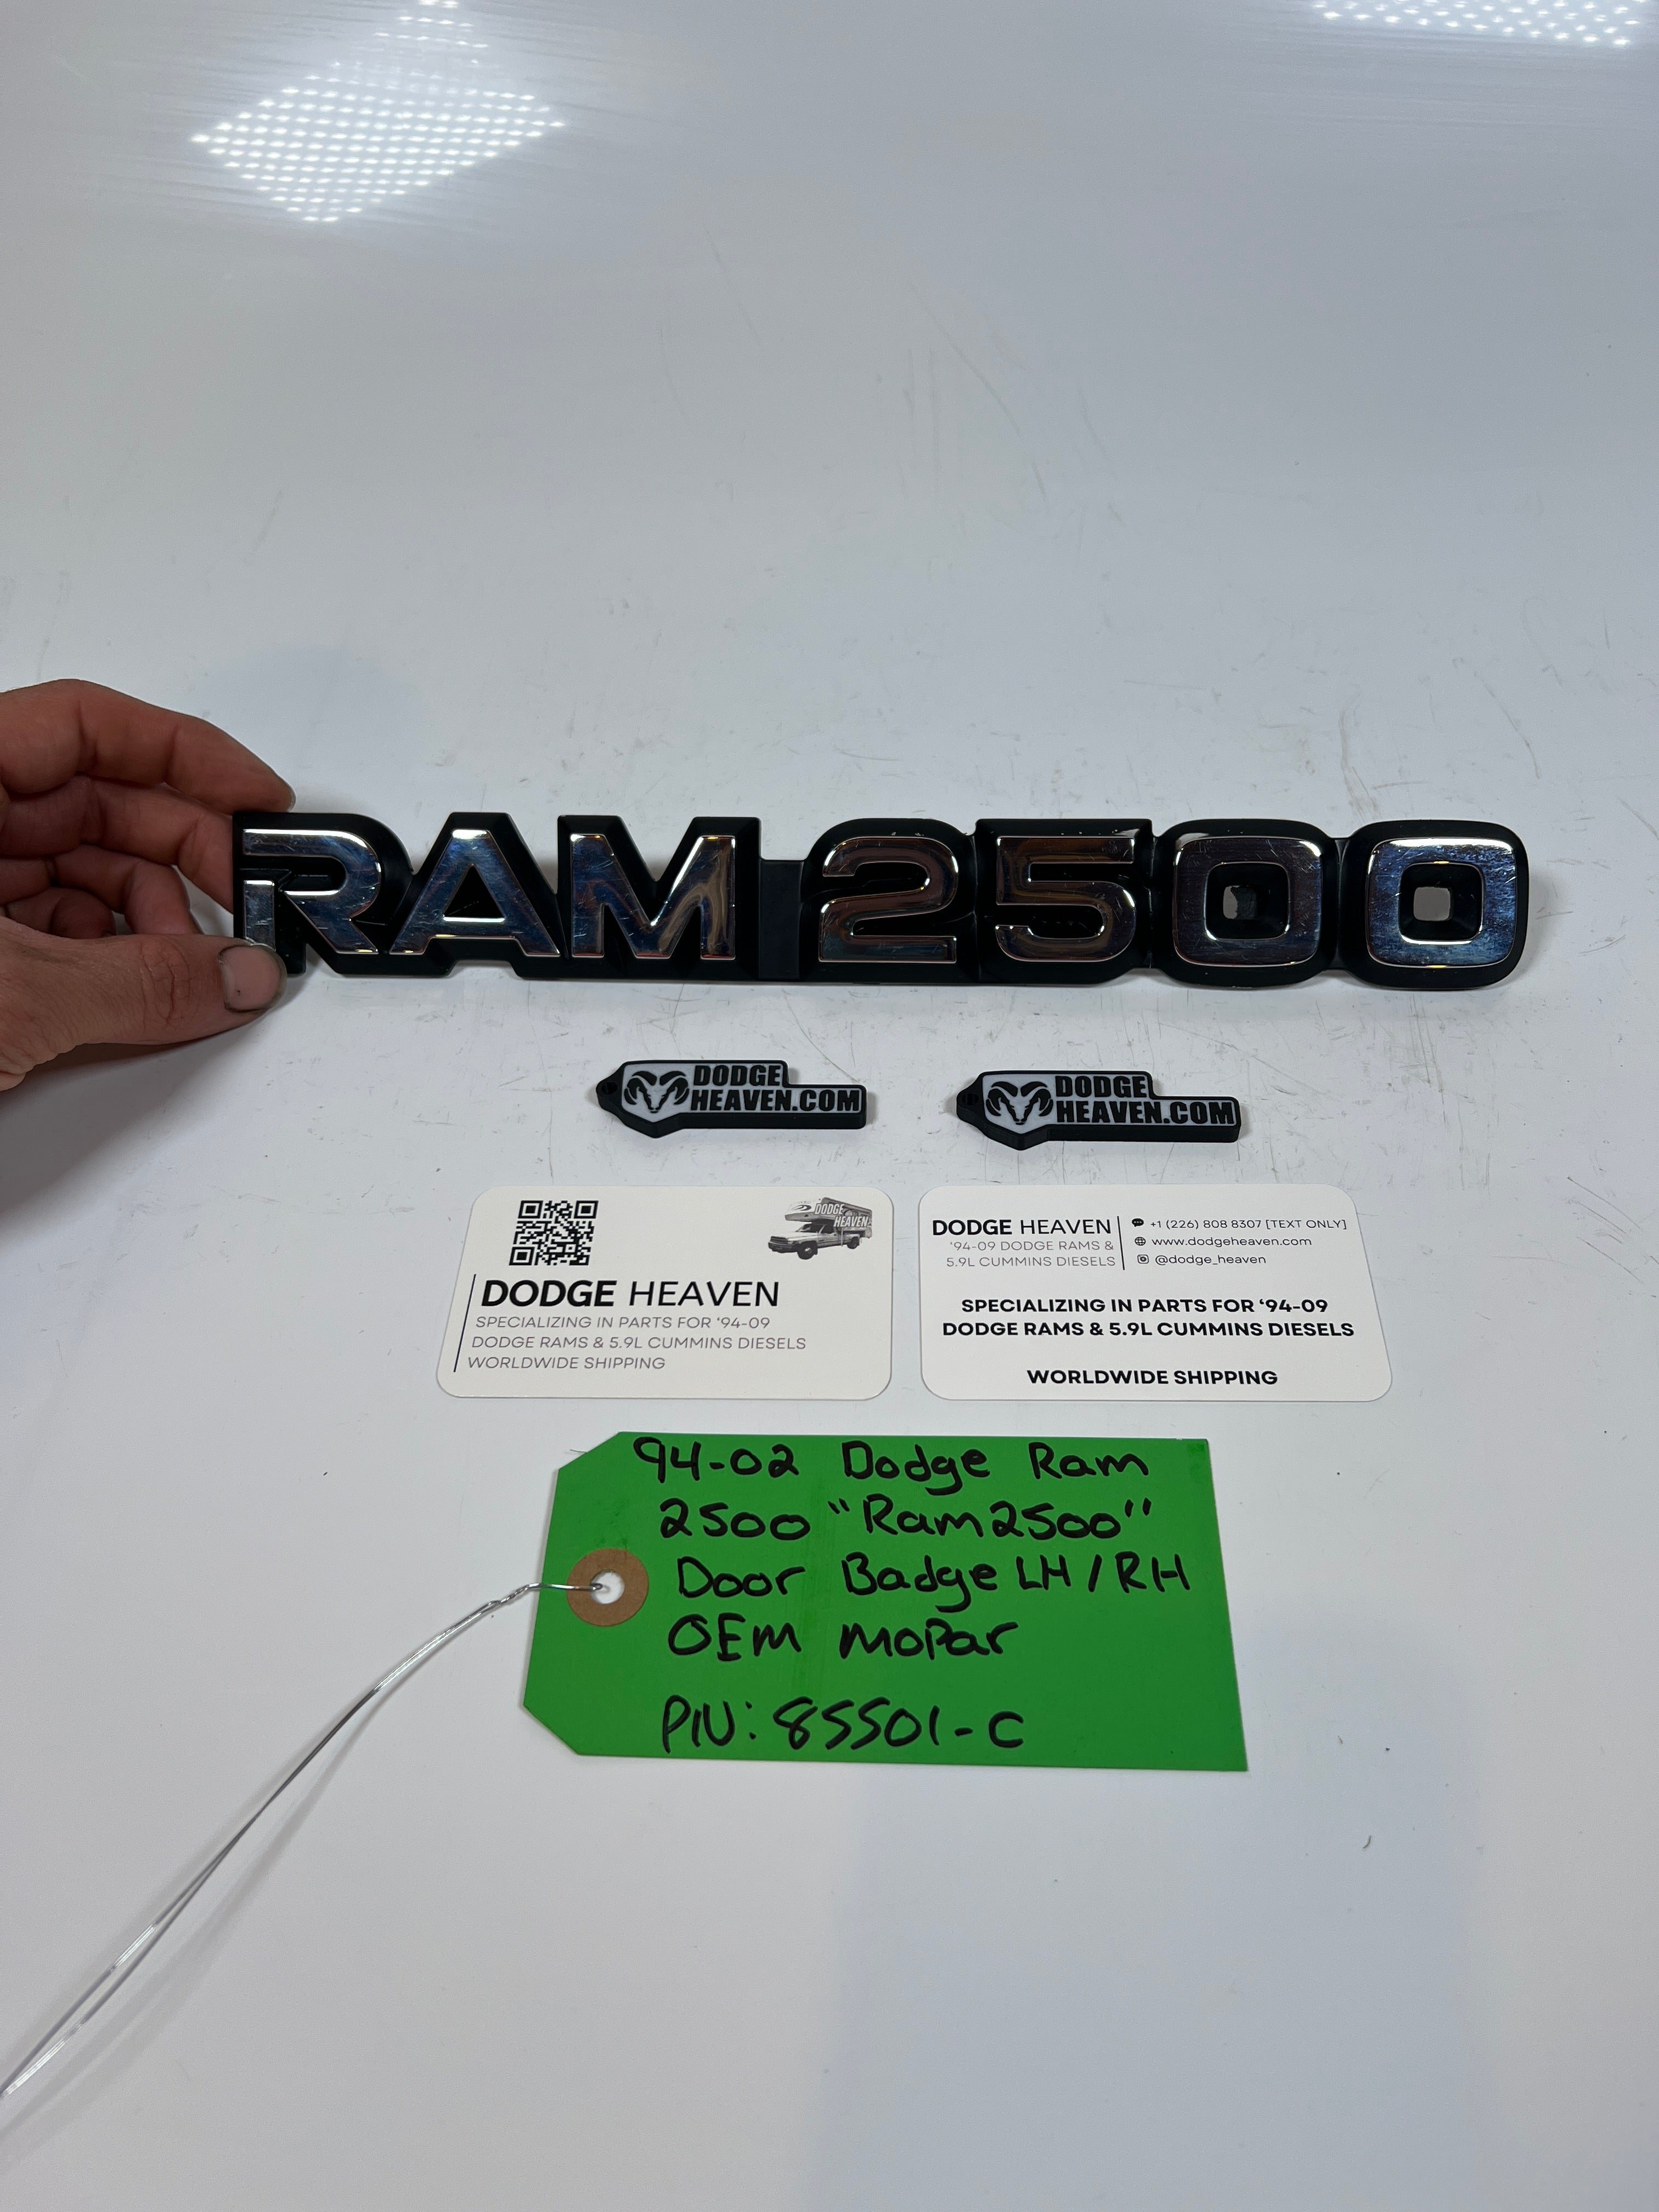 RAM 2500
DODGE
HEAVEN.COM
DODGE
HEAVEN.COM
DODGE
HEAVEN
DODGE HEAVEN
SPECIALIZING IN PARTS FOR ‘94-09
DODGE RAMS & 5.9L CUMMINS DIESELS
WORLDWIDE SHIPPING
DODGE HEAVEN
‘94-09 DODGE RAMS &
5.9L CUMMINS DIESELS
+1 (226) 808 8307 [TEXT ONLY]
www.dodgeheaven.com
@dodge_heaven
SPECIALIZING IN PARTS FOR ‘94-09
DODGE RAMS & 5.9L CUMMINS DIESELS
WORLDWIDE SHIPPING
94-02 Dodge Ram
2500 "Ram2500"
Door Badge LH/RH
OEM MoPar
P/N: 85501-C